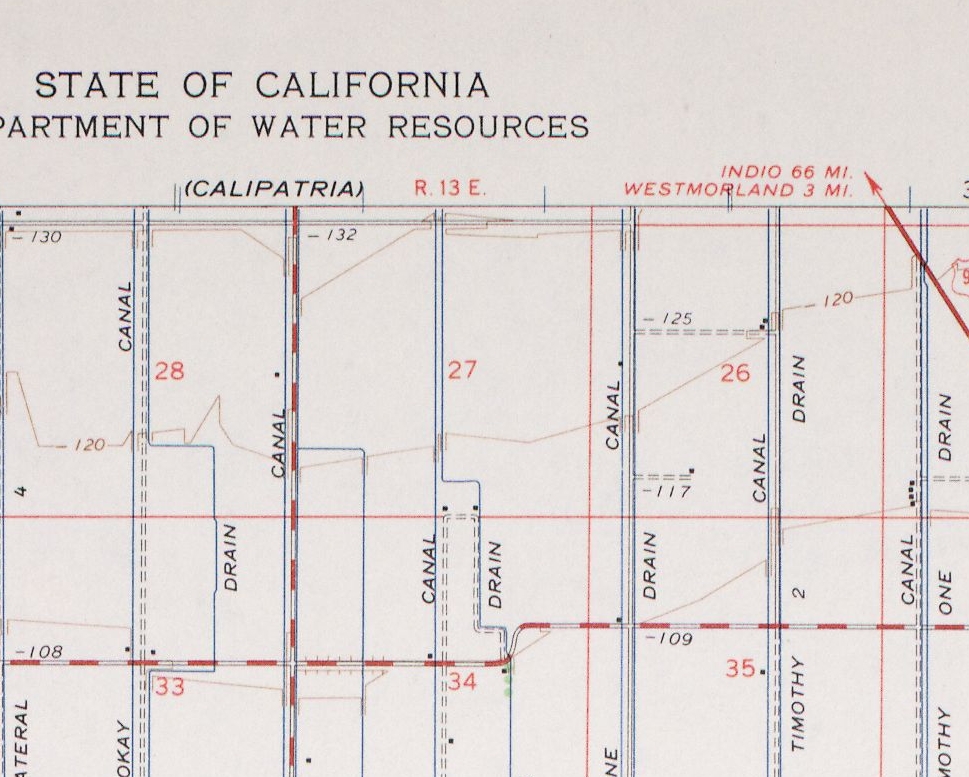 STATE OF CALIFORNIA
PARTMENT OF WATER RESOURCES
INDIO 66 MI.
(CALIPATRIA)
R. 13 E.
WESTMORLAND 3 MI.
3
-130
-132
9
-120
-125
CANAL
28
27
26
DRAIN
CANAL
CANAL
DRAIN
-120
CANAL
4
-117
DRAIN
CANAL
DRAIN
DRAIN
CANAL
2
ONE
-108
-109
33
34
35
TIMOTHY
ATERAL
OKAY
NE
MOTHY